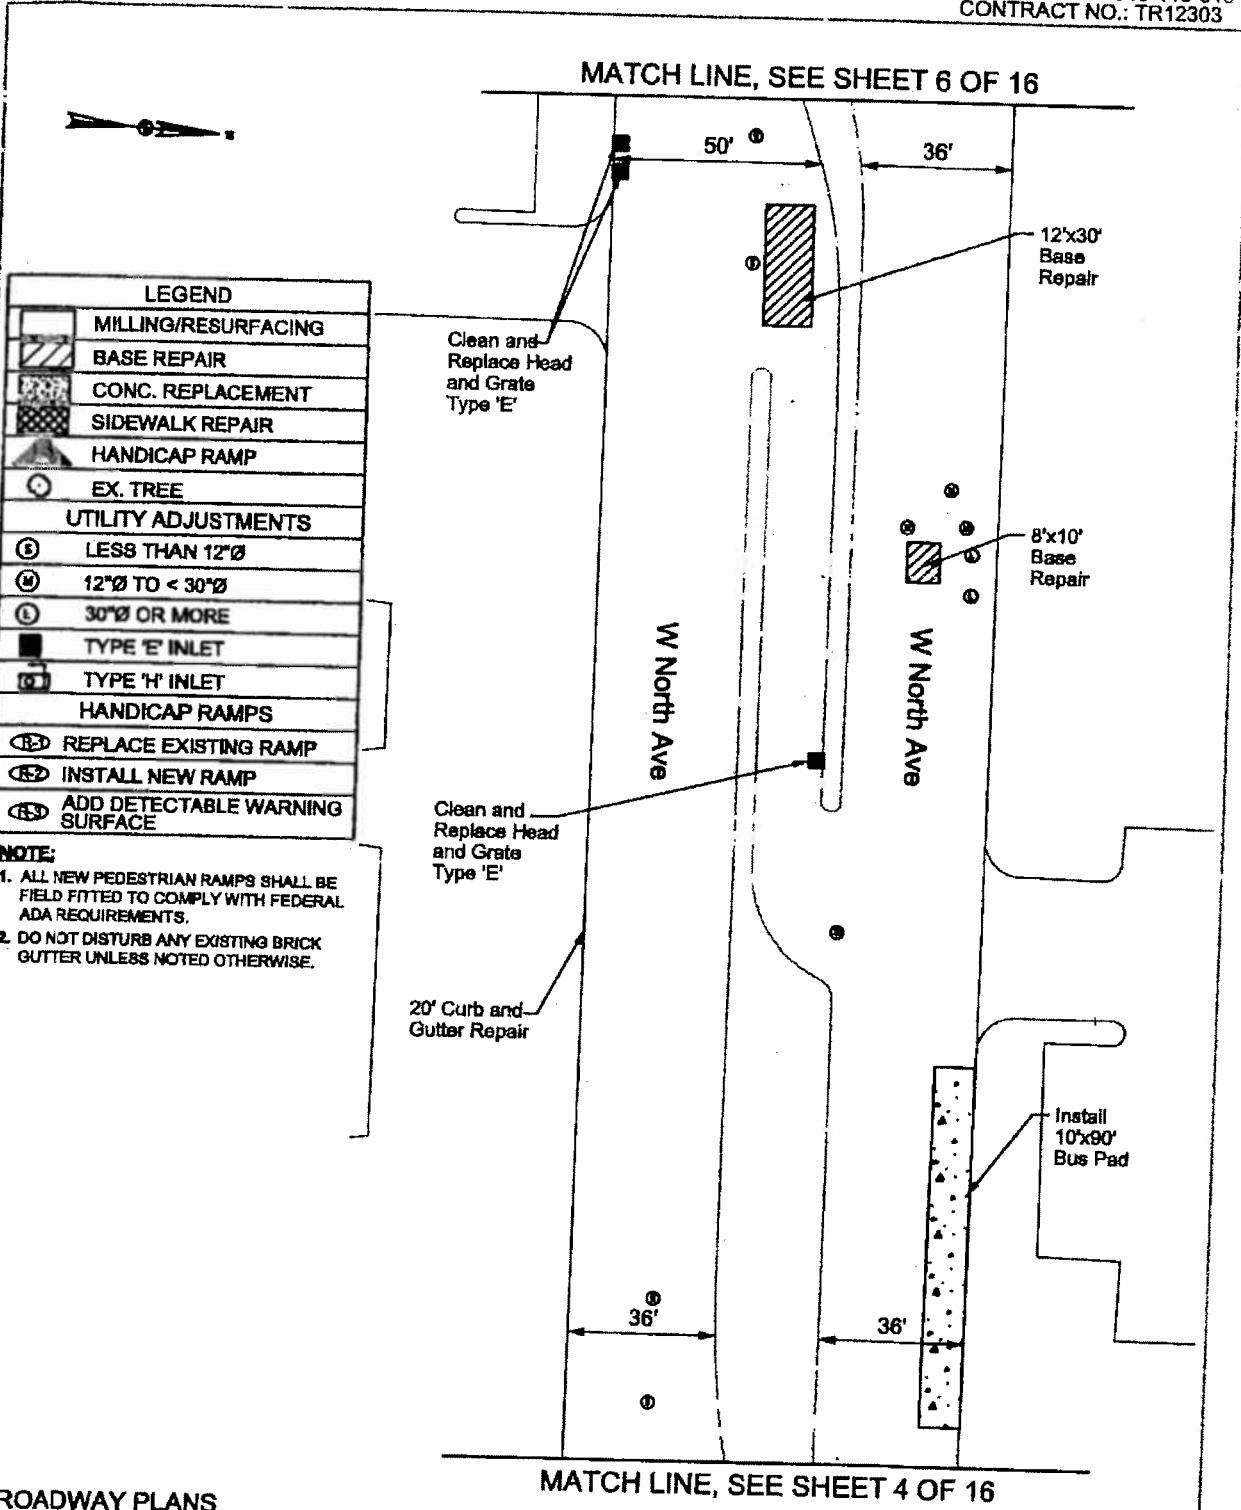 CONTRACT NO.: TR12303
MATCH LINE, SEE SHEET 6 OF 16
50'
36'
12'x30'
Base
Repair
LEGEND
MILLING/RESURFACING
BASE REPAIR
CONC. REPLACEMENT
SIDEWALK REPAIR
HANDICAP RAMP
EX. TREE
UTILITY ADJUSTMENTS
S LESS THAN 12"Ø
M 12"Ø TO < 30"Ø
L 30"Ø OR MORE
TYPE 'E' INLET
TYPE 'H' INLET
HANDICAP RAMPS
R-1 REPLACE EXISTING RAMP
R-2 INSTALL NEW RAMP
R-3 ADD DETECTABLE WARNING
SURFACE
NOTE:
1. ALL NEW PEDESTRIAN RAMPS SHALL BE
FIELD FITTED TO COMPLY WITH FEDERAL
ADA REQUIREMENTS.
2. DO NOT DISTURB ANY EXISTING BRICK
GUTTER UNLESS NOTED OTHERWISE.
Clean and
Replace Head
and Grate
Type 'E'
8'x10'
Base
Repair
W North Ave
W North Ave
Clean and
Replace Head
and Grate
Type 'E'
20' Curb and
Gutter Repair
Install
10'x90'
Bus Pad
36'
36'
MATCH LINE, SEE SHEET 4 OF 16
ROADWAY PLANS